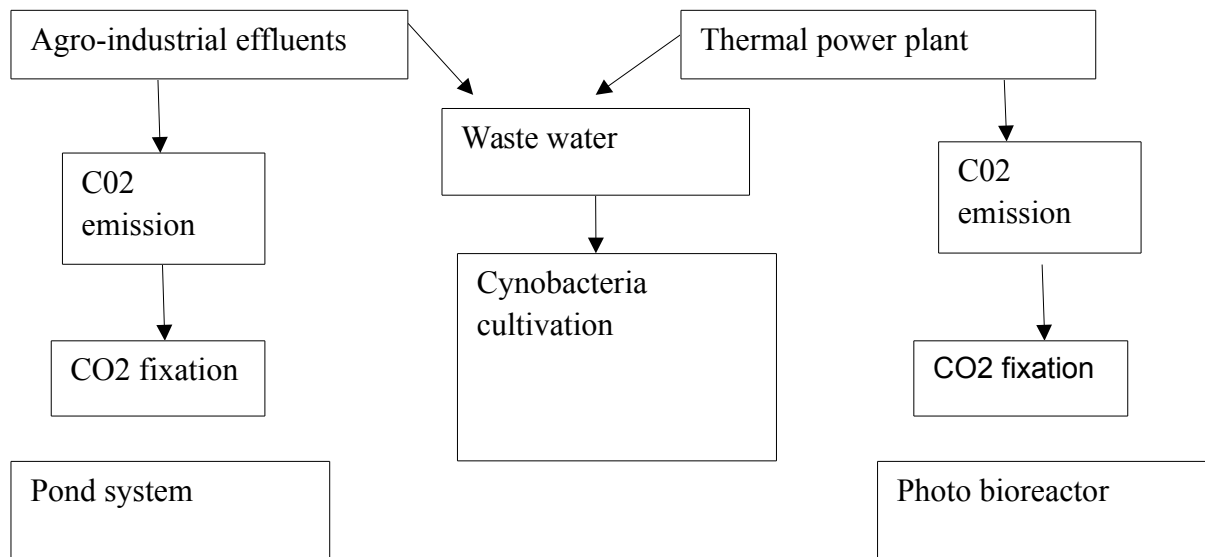 Agro-industrial effluents
Thermal power plant
Waste water
C02
emission
C02
emission
Cynobacteria
cultivation
CO2 fixation
CO2 fixation
Pond system
Photo bioreactor